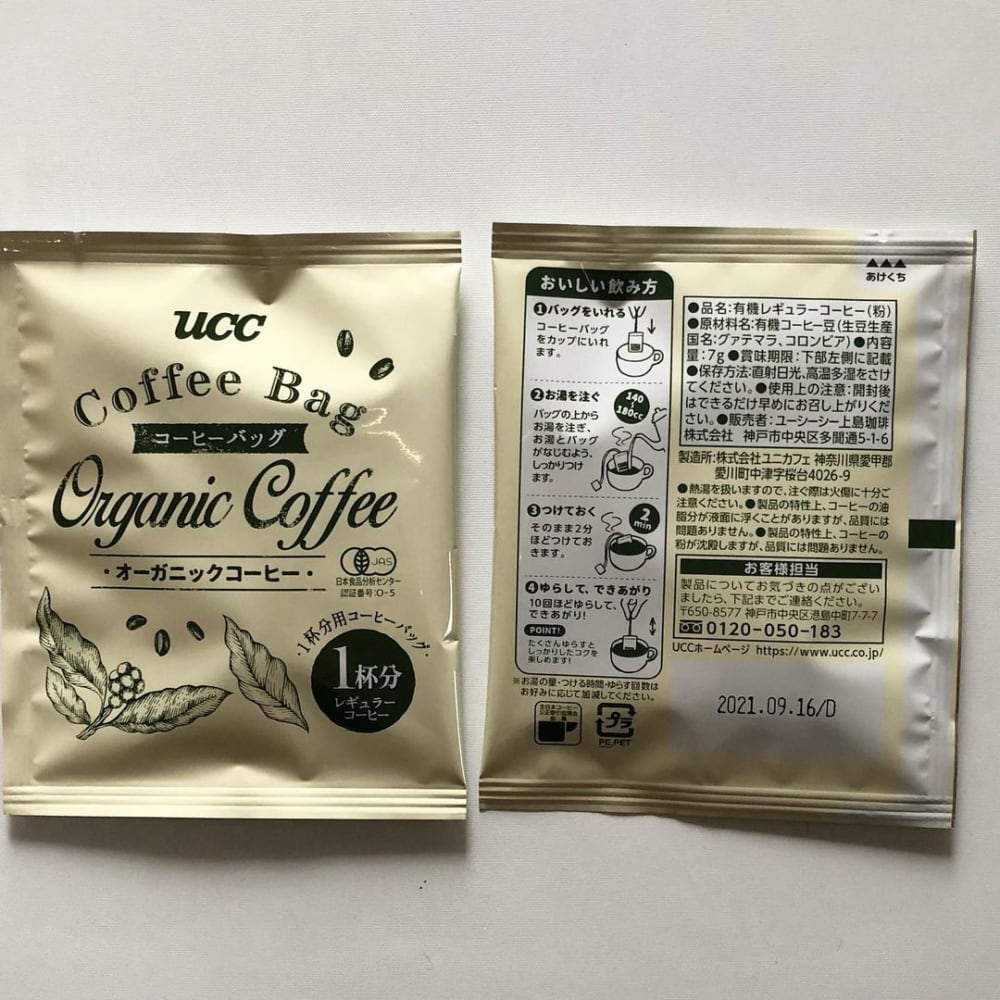 ucc
Coffee Bag
コーヒーバッグ
Organic Coffee
・オーガニックコーヒー・
JAS
日本食品分析センター
認証番号:O-5
・1杯分用コーヒーバッグ・
1杯分
レギュラー
コーヒー
あけくち
おいしい飲み方
❶バッグをいれる
コーヒーバッグ
をカップにいれ
ます。
❷お湯を注ぐ
140
~
180cc
バッグの上から
お湯を注ぎ、
お湯とバッグ
がなじむよう、
しっかりつけ
ます。
❸つけておく
2
min
そのまま2分
ほどつけてお
きます。
❹ゆらして、できあがり
10回ほどゆらして、
できあがり!
POINT!
たくさんゆらすと
しっかりしたコクを
楽しめます!
※お湯の量・つける時間・ゆらす回数は
お好みに応じて加減してください。
全日本コーヒー
公正取引協議会
会員
プラ
PE,PET
●品名:有機レギュラーコーヒー(粉)
●原材料名:有機コーヒー豆(生豆生産
国名:グァテマラ、コロンビア)●内容
量:7g●賞味期限:下部左側に記載
●保存方法:直射日光、高温多湿をさけ
てください。●使用上の注意:開封後
はできるだけ早めにお召し上がりくだ
さい。●販売者:ユーシーシー上島珈琲
株式会社 神戸市中央区多聞通5-1-6
製造所:株式会社ユニカフェ 神奈川県愛甲郡
愛川町中津字桜台4026-9
●熱湯を扱いますので、注ぐ際は火傷に十分ご
注意ください。●製品の特性上、コーヒーの油
脂分が液面に浮くことがありますが、品質には
問題ありません。●製品の特性上、コーヒーの
粉が沈殿しますが、品質には問題ありません。
お客様担当
製品についてお気づきの点がござい
ましたら、下記までご連絡ください。
〒650-8577 神戸市中央区港島中町7-7-7
0120-050-183
UCCホームページ https://www.ucc.co.jp/
2021.09.16/D